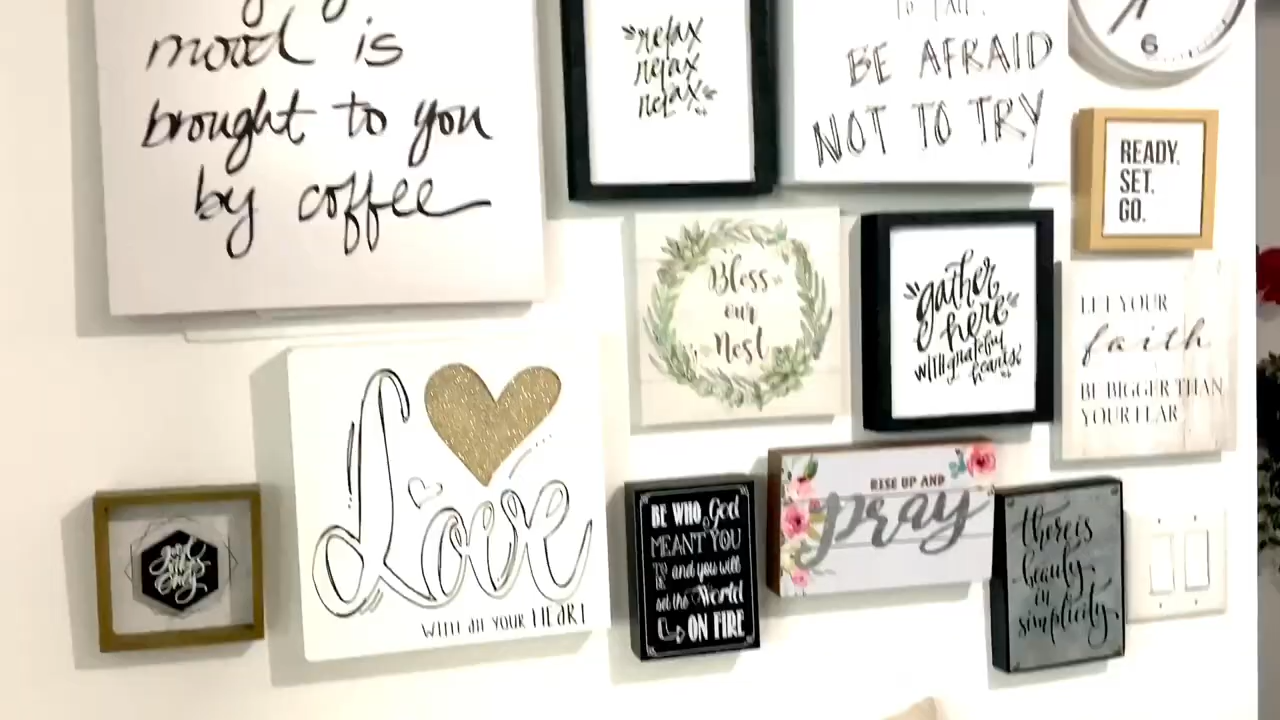 mood is
brought to you
by coffee
relax
relax
relax
BE AFRAID
NOT TO TRY
6
READY.
SET.
GO.
Bless
our
Nest
gather
here
with grateful
hearts
LET YOUR
faith
BE BIGGER THAN
YOUR FEAR
Love
WITH all YOUR HEART
BE WHO God
MEANT YOU
TO BE and you will
set the World
ON FIRE
RISE UP AND
pray
there is
beauty
in
simplicity